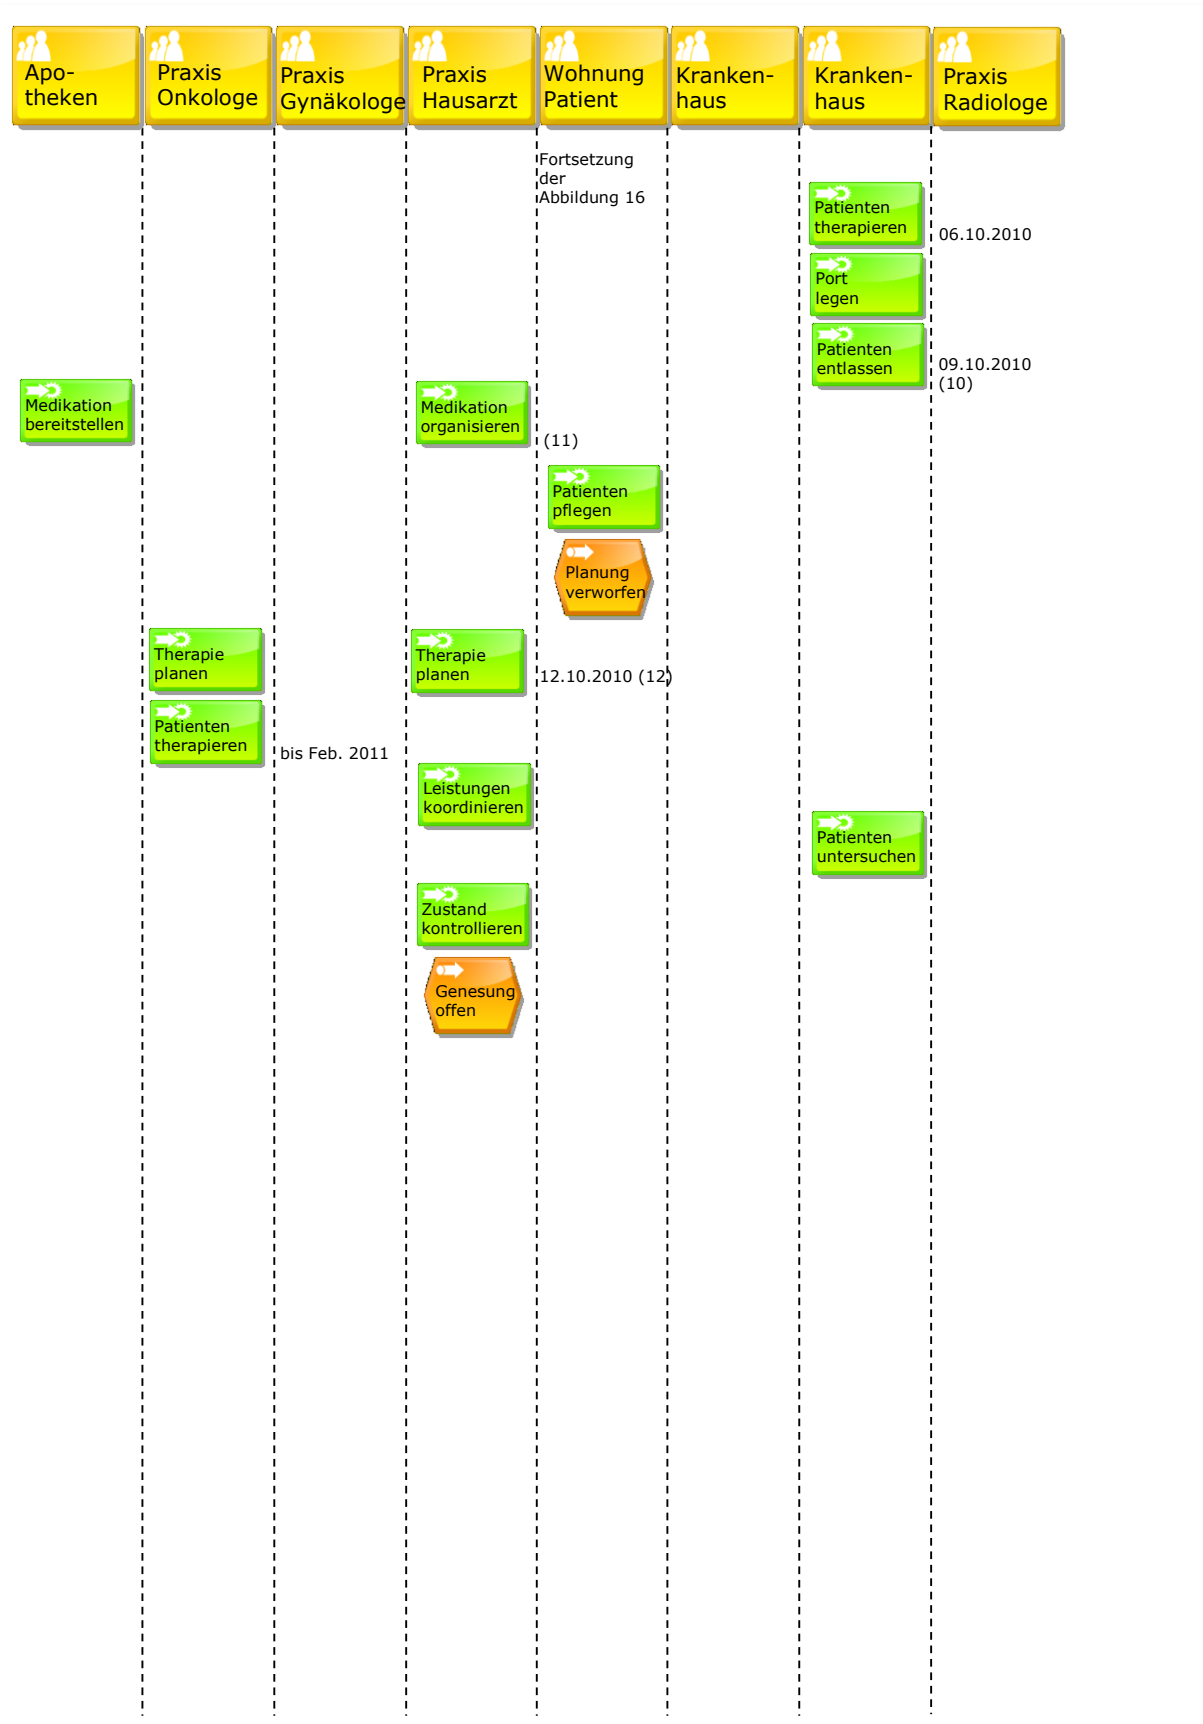 Apo-
theken
Praxis
Onkologe
Praxis
Gynäkologe
Praxis
Hausarzt
Wohnung
Patient
Kranken-
haus
Kranken-
haus
Praxis
Radiologe
Fortsetzung
der
Abbildung 16
Patienten
therapieren
06.10.2010
Port
legen
Patienten
entlassen
09.10.2010
(10)
Medikation
bereitstellen
Medikation
organisieren
(11)
Patienten
pflegen
Planung
verworfen
Therapie
planen
Therapie
planen
12.10.2010 (12)
Patienten
therapieren
bis Feb. 2011
Leistungen
koordinieren
Patienten
untersuchen
Zustand
kontrollieren
Genesung
offen